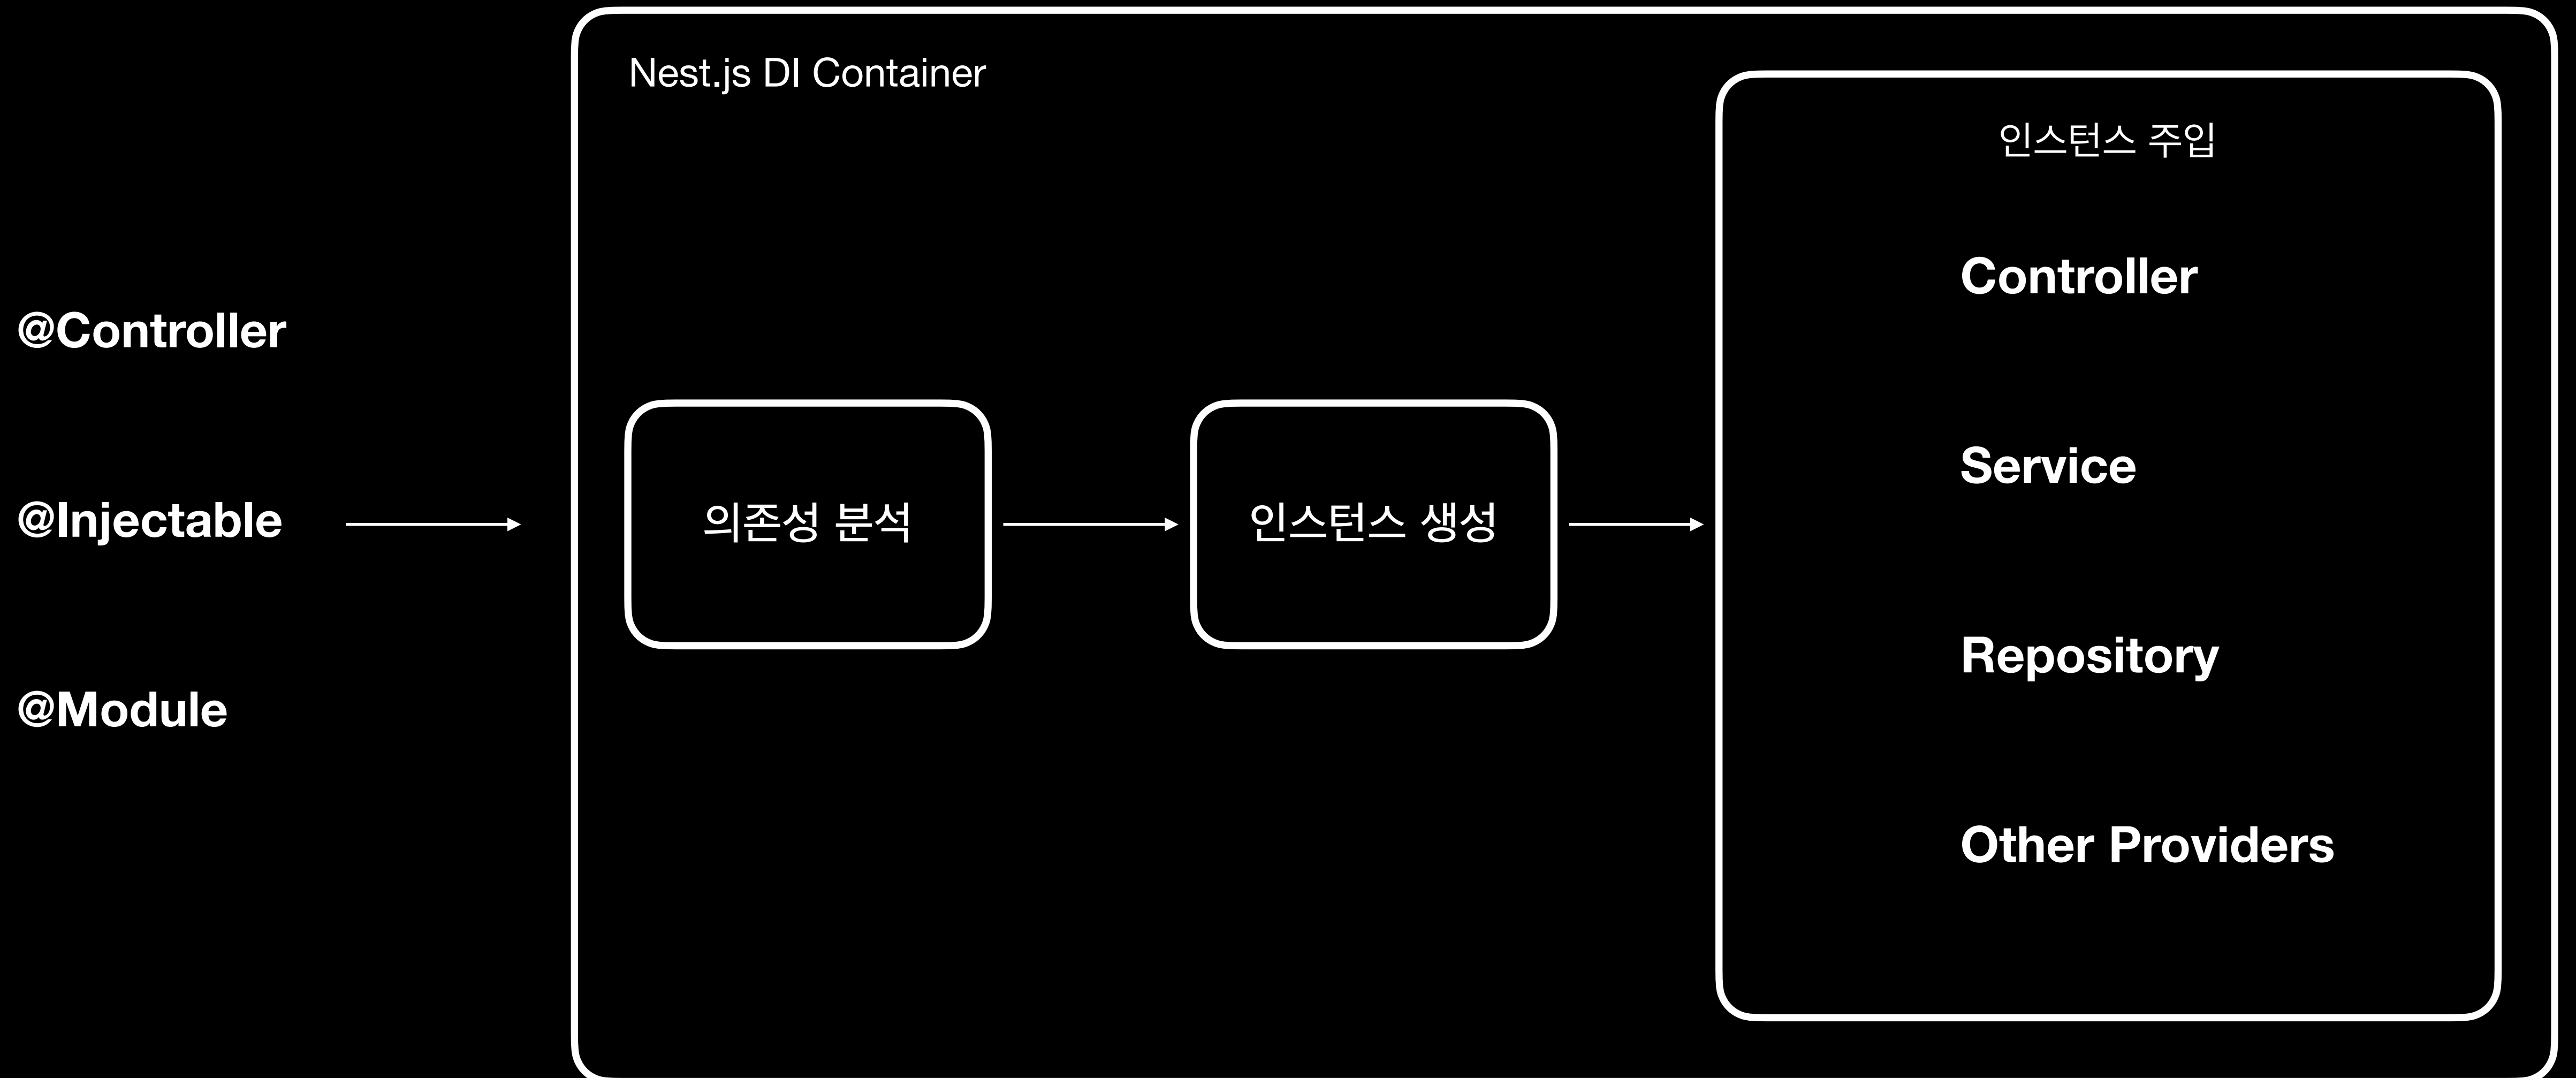 Nest.js DI Container
인스턴스 주입
@Controller
@Injectable
@Module
의존성 분석
인스턴스 생성
Controller
Service
Repository
Other Providers